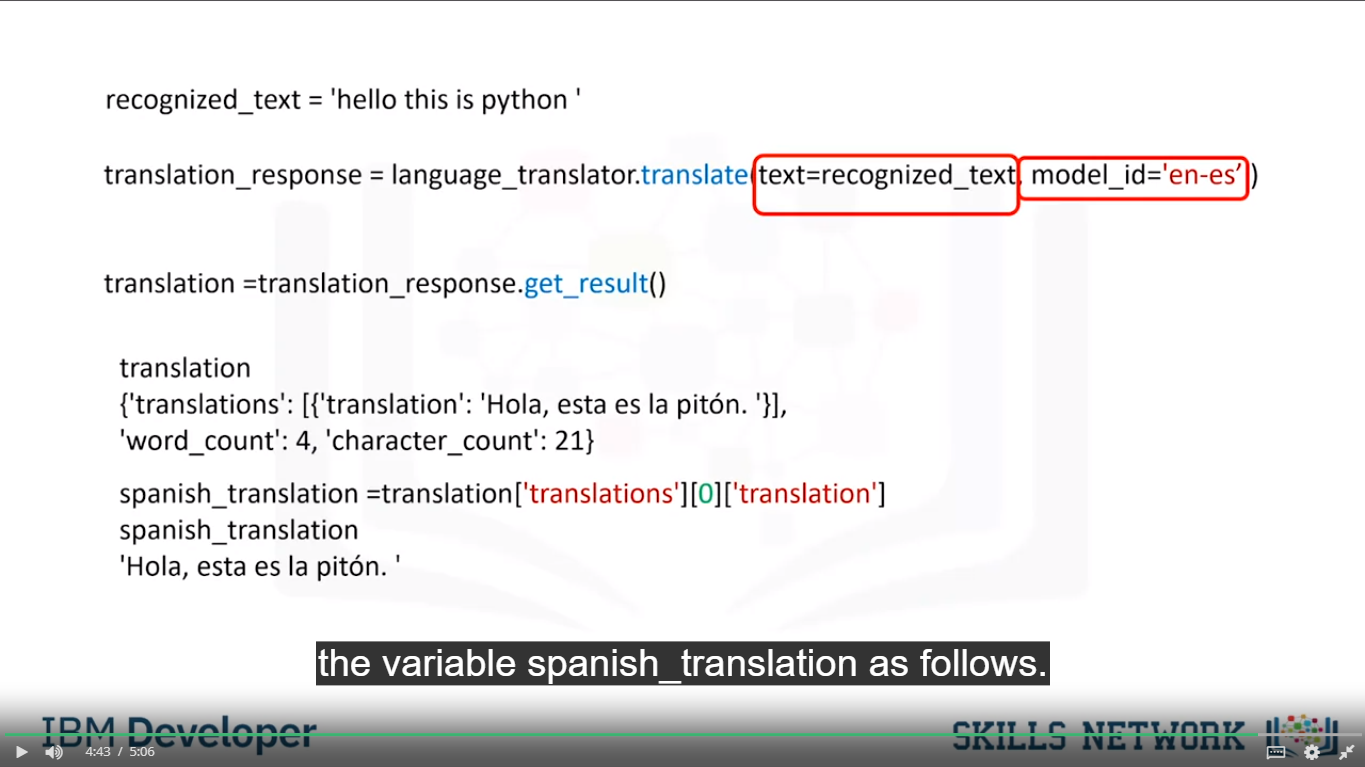 recognized_text = 'hello this is python '
translation_response = language_translator.translate(text=recognized_text, model_id='en-es’)
translation =translation_response.get_result()
translation
{'translations': [{'translation': 'Hola, esta es la pitón. '}],
'word_count': 4, 'character_count': 21}
spanish_translation =translation['translations'][0]['translation']
spanish_translation
'Hola, esta es la pitón. '
the variable spanish_translation as follows.
IBM Developer
SKILLS NETWORK
4:43 / 5:06